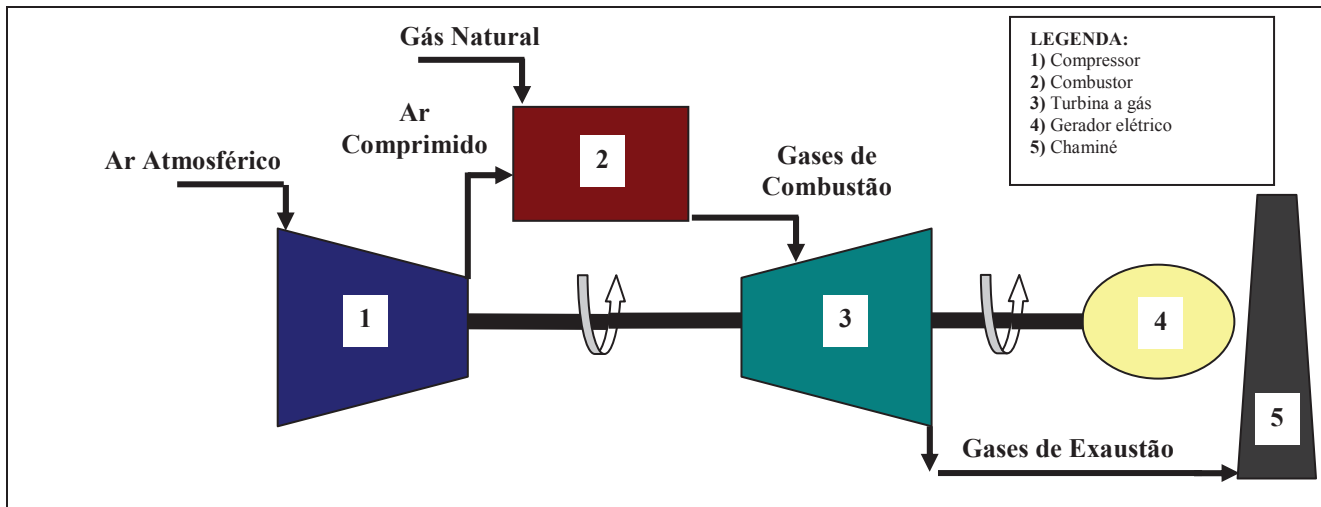 Gás Natural
LEGENDA:
1) Compressor
2) Combustor
3) Turbina a gás
4) Gerador elétrico
5) Chaminé
Ar
Comprimido
Ar Atmosférico
2
Gases de
Combustão
1
3
4
5
Gases de Exaustão